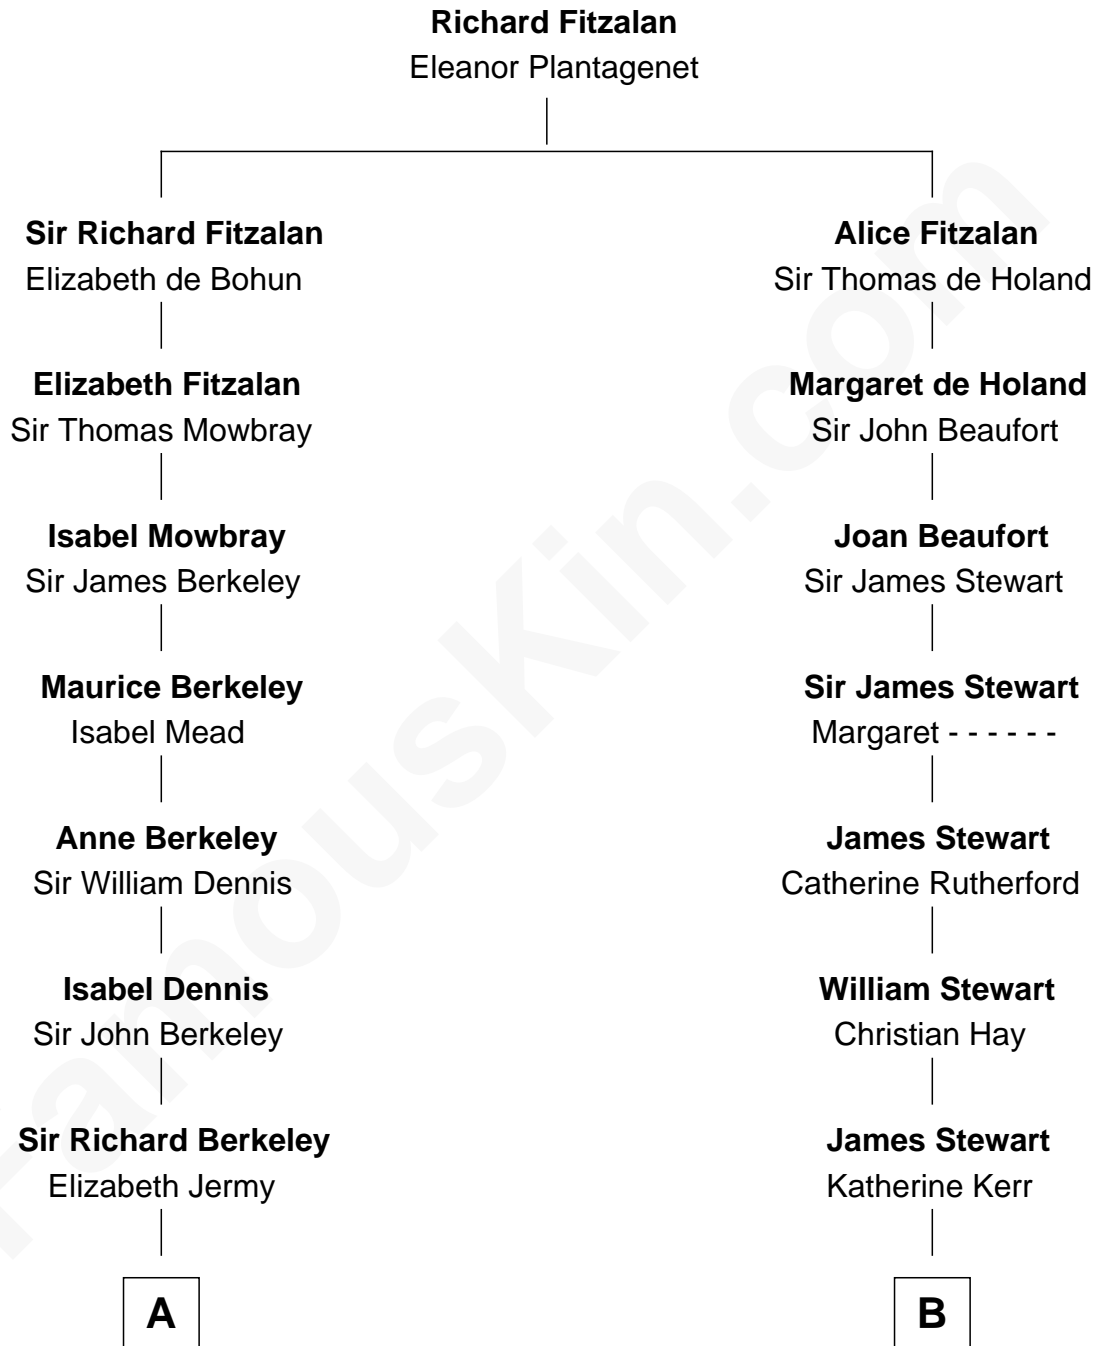 Richard Fitzalan
Eleanor Plantagenet
Sir Richard Fitzalan
Elizabeth de Bohun
Elizabeth Fitzalan
Sir Thomas Mowbray
Isabel Mowbray
Sir James Berkeley
Maurice Berkeley
Isabel Mead
Anne Berkeley
Sir William Dennis
Isabel Dennis
Sir John Berkeley
Sir Richard Berkeley
Elizabeth Jermy
A
Alice Fitzalan
Sir Thomas de Holand
Margaret de Holand
Sir John Beaufort
Joan Beaufort
Sir James Stewart
Sir James Stewart
Margaret - - - - - -
James Stewart
Catherine Rutherford
William Stewart
Christian Hay
James Stewart
Katherine Kerr
B
FamousKin.com